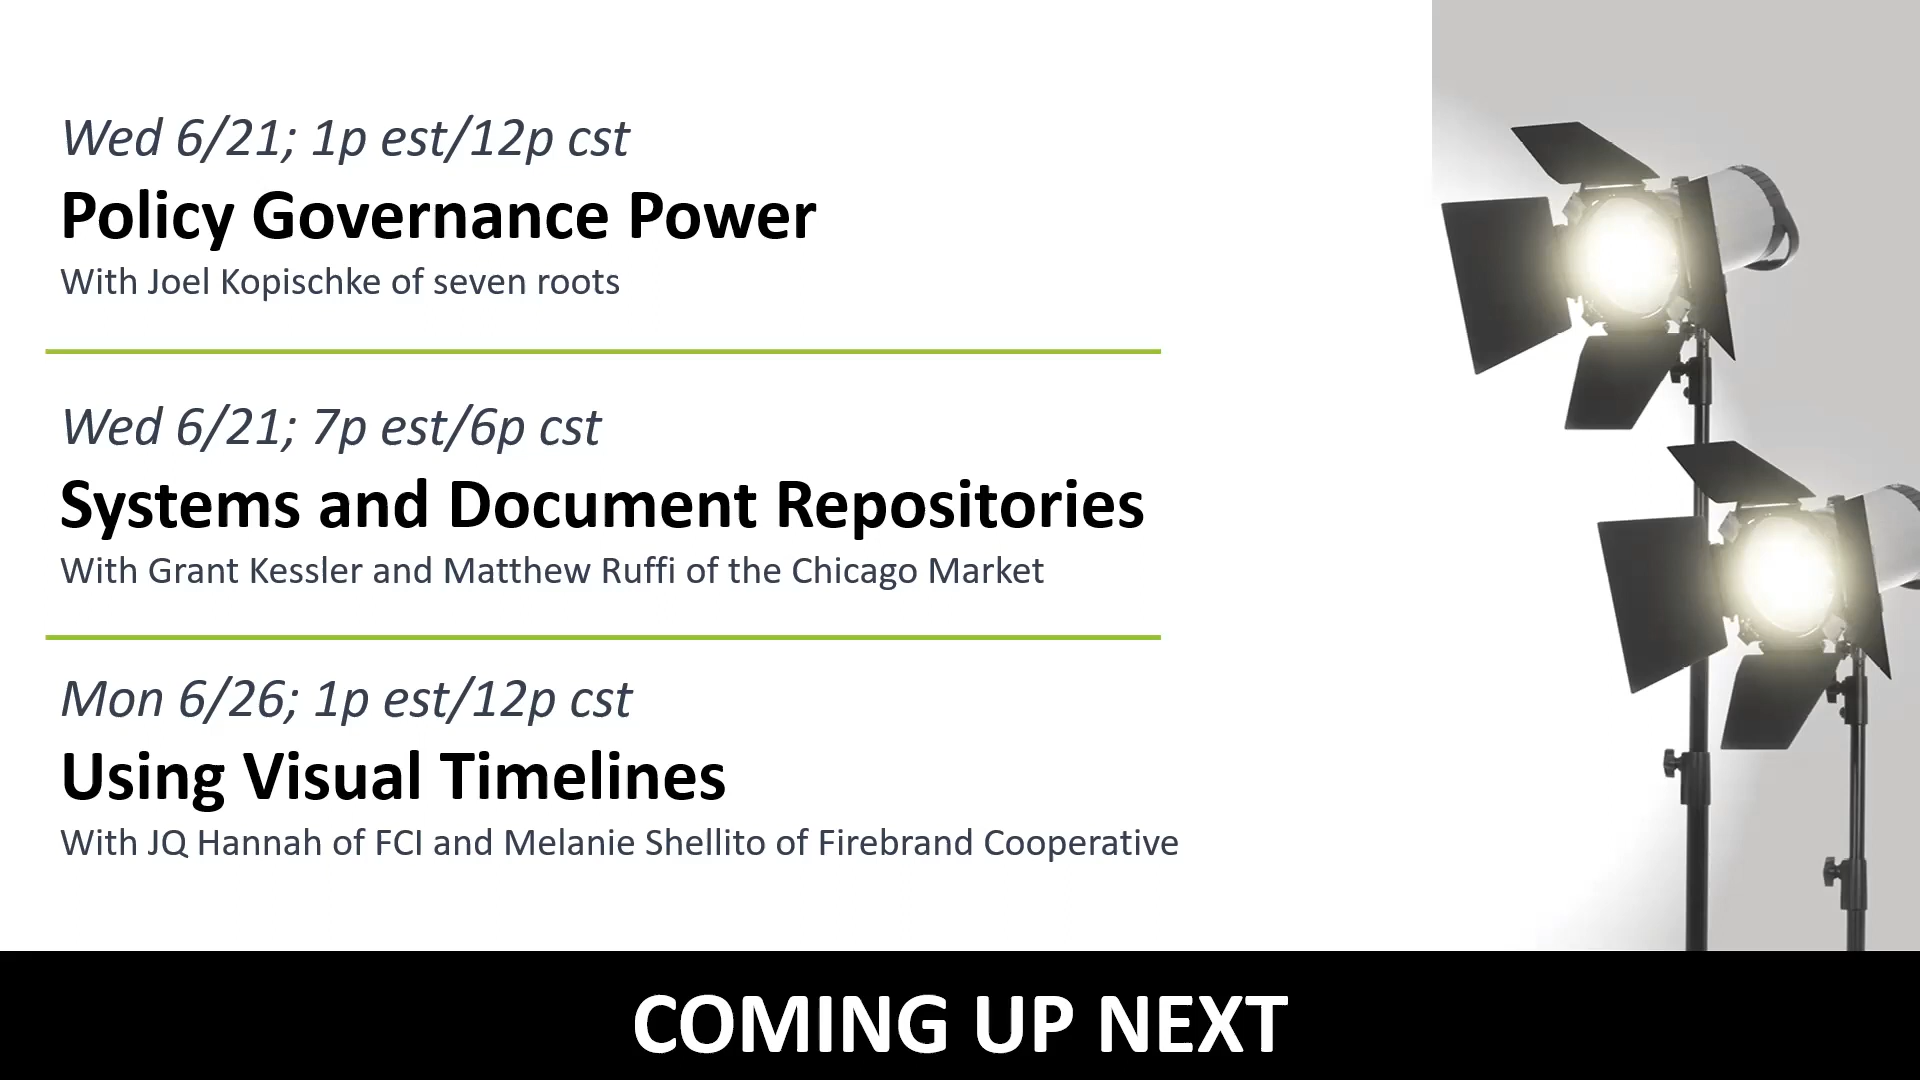 Wed 6/21; 1p est/12p cst
Policy Governance Power
With Joel Kopischke of seven roots
Wed 6/21; 7p est/6p cst
Systems and Document Repositories
With Grant Kessler and Matthew Ruffi of the Chicago Market
Mon 6/26; 1p est/12p cst
Using Visual Timelines
With JQ Hannah of FCI and Melanie Shellito of Firebrand Cooperative
COMING UP NEXT